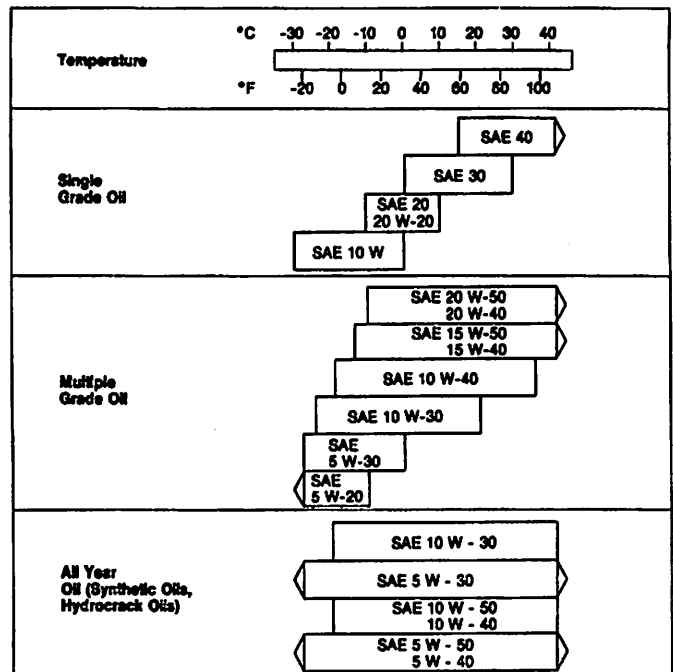 °C -30 -20 -10 0 10 20 30 40
Temperature
°F -20 0 20 40 60 80 100
SAE 40
Single
Grade Oil
SAE 30
SAE 20
20 W-20
SAE 10 W
SAE 20 W-50
20 W-40
SAE 15 W-50
15 W-40
Multiple
Grade Oil
SAE 10 W-40
SAE 10 W-30
SAE
5 W-30
SAE
5 W-20
SAE 10 W - 30
All Year
Oil (Synthetic Oils,
Hydrocrack Oils)
SAE 5 W - 30
SAE 10 W - 50
10 W - 40
SAE 5 W - 50
5 W - 40